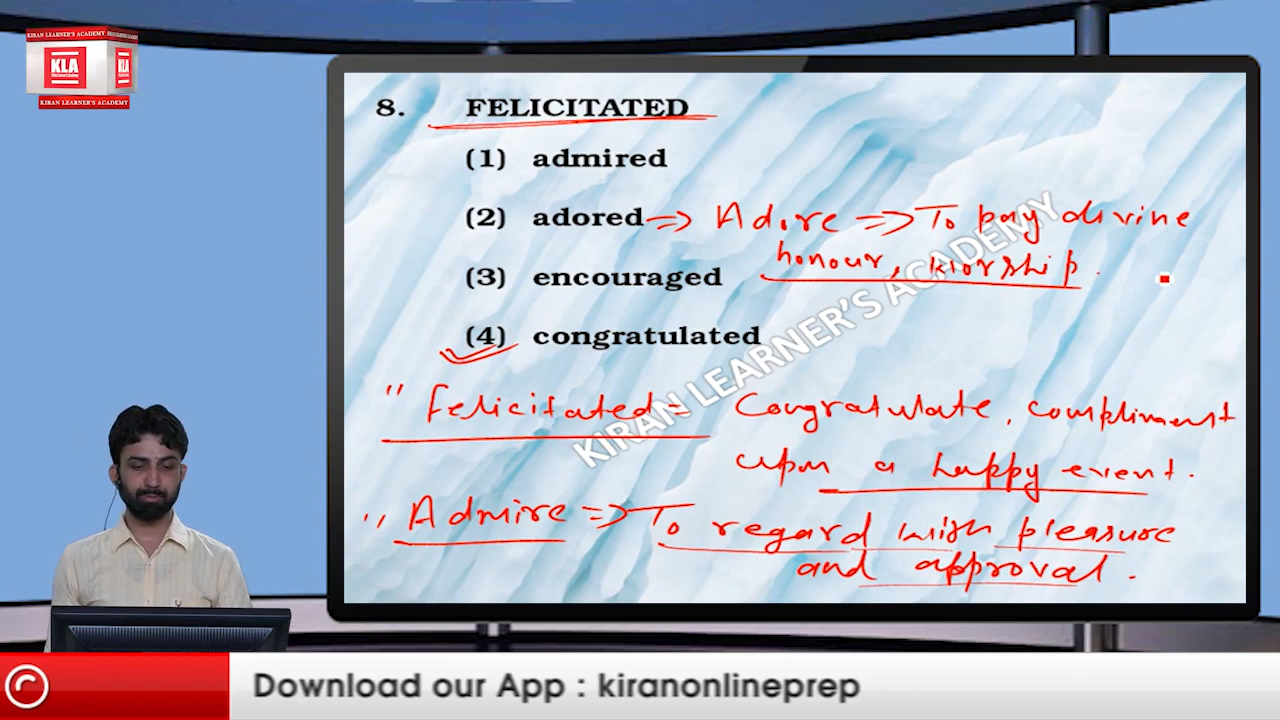 KIRAN LEARNER'S ACADEMY
KLA
KLA
KIRAN LEARNER'S ACADEMY
8. FELICITATED
(1) admired
(2) adored => Adore => To pay divine
honour, Worship.
(3) encouraged
(4) congratulated
KIRAN LEARNER'S ACADEMY
" Felicitated = Congratulate, compliment
upon a happy event.
" Admire => To regard with pleasure
and approval.
Download our App : kiranonlineprep